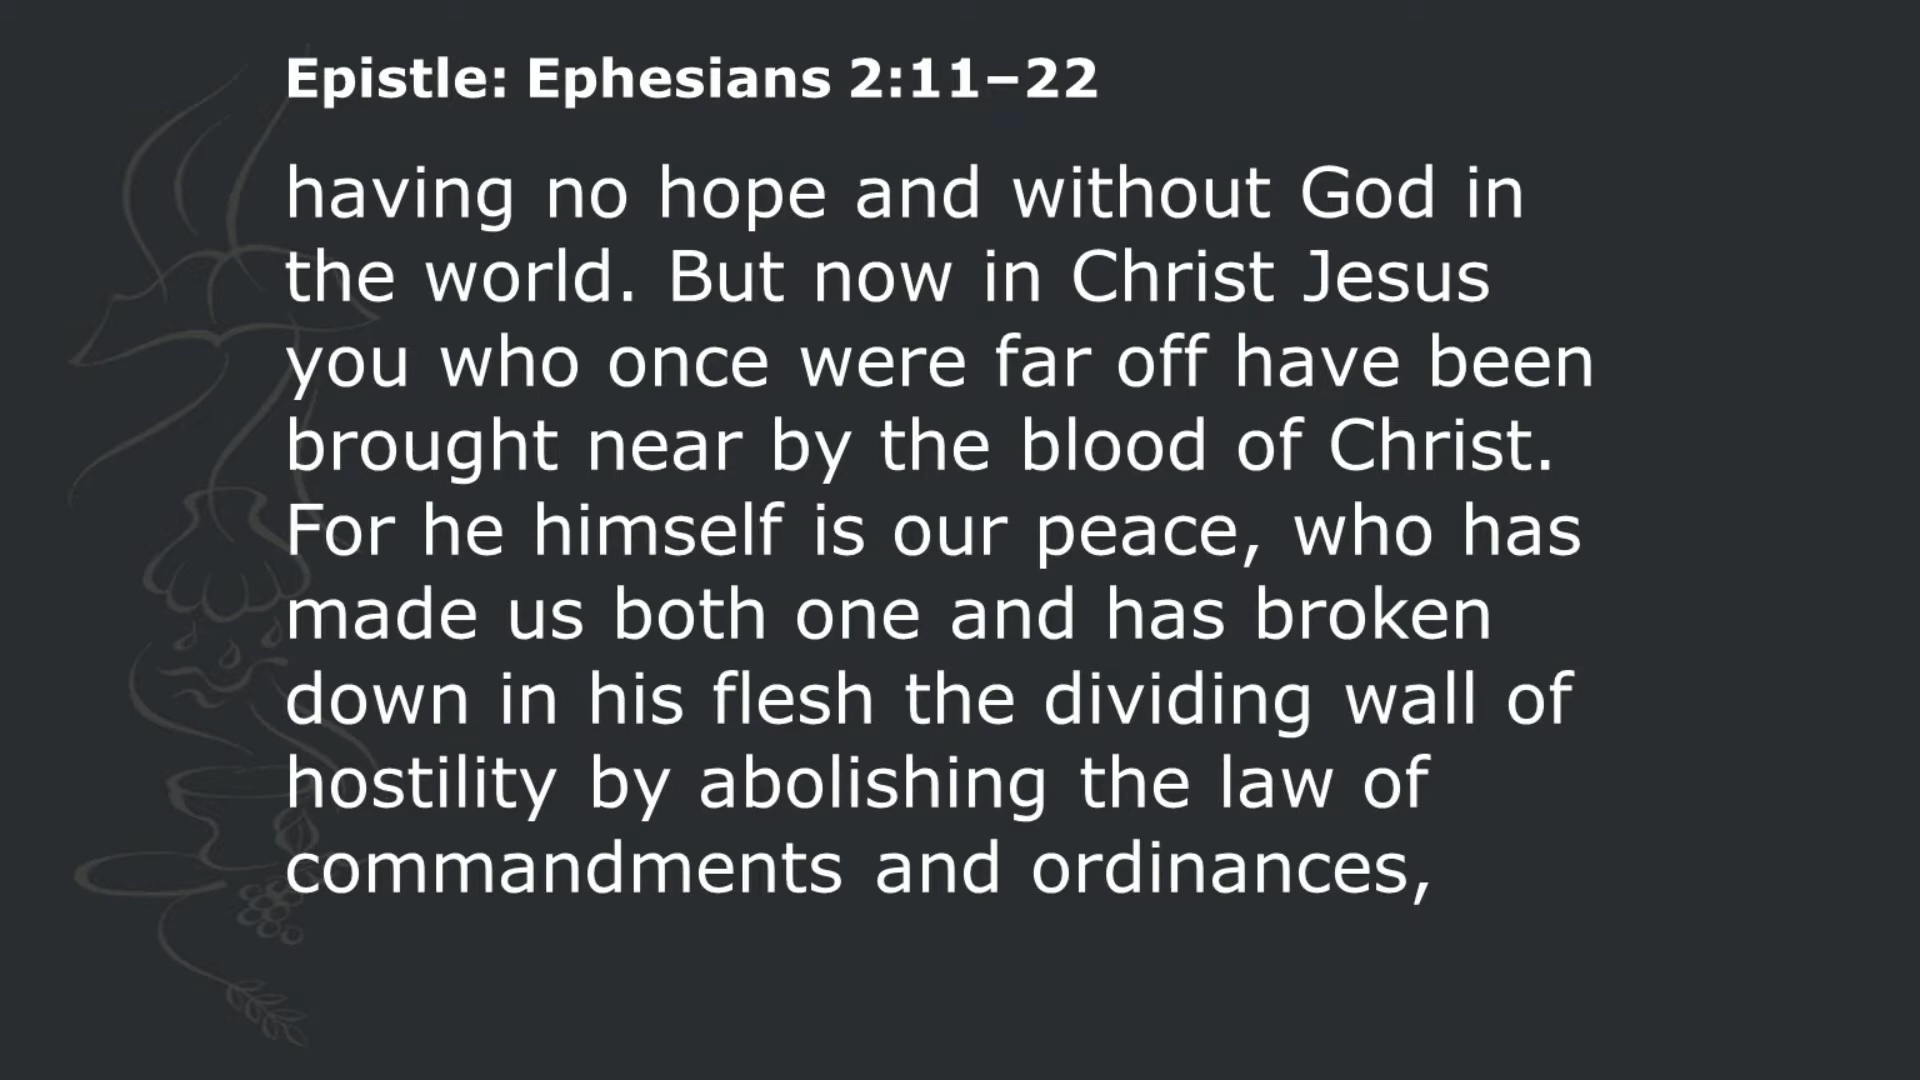 Epistle: Ephesians 2:11–22
having no hope and without God in
the world. But now in Christ Jesus
you who once were far off have been
brought near by the blood of Christ.
For he himself is our peace, who has
made us both one and has broken
down in his flesh the dividing wall of
hostility by abolishing the law of
commandments and ordinances,